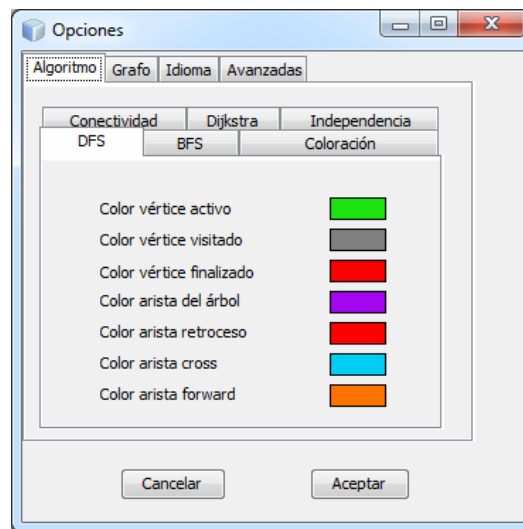 Opciones
Algoritmo Grafo Idioma Avanzadas
Conectividad Dijkstra Independencia
DFS BFS Coloración
Color vértice activo
Color vértice visitado
Color vértice finalizado
Color arista del árbol
Color arista retroceso
Color arista cross
Color arista forward
Cancelar Aceptar